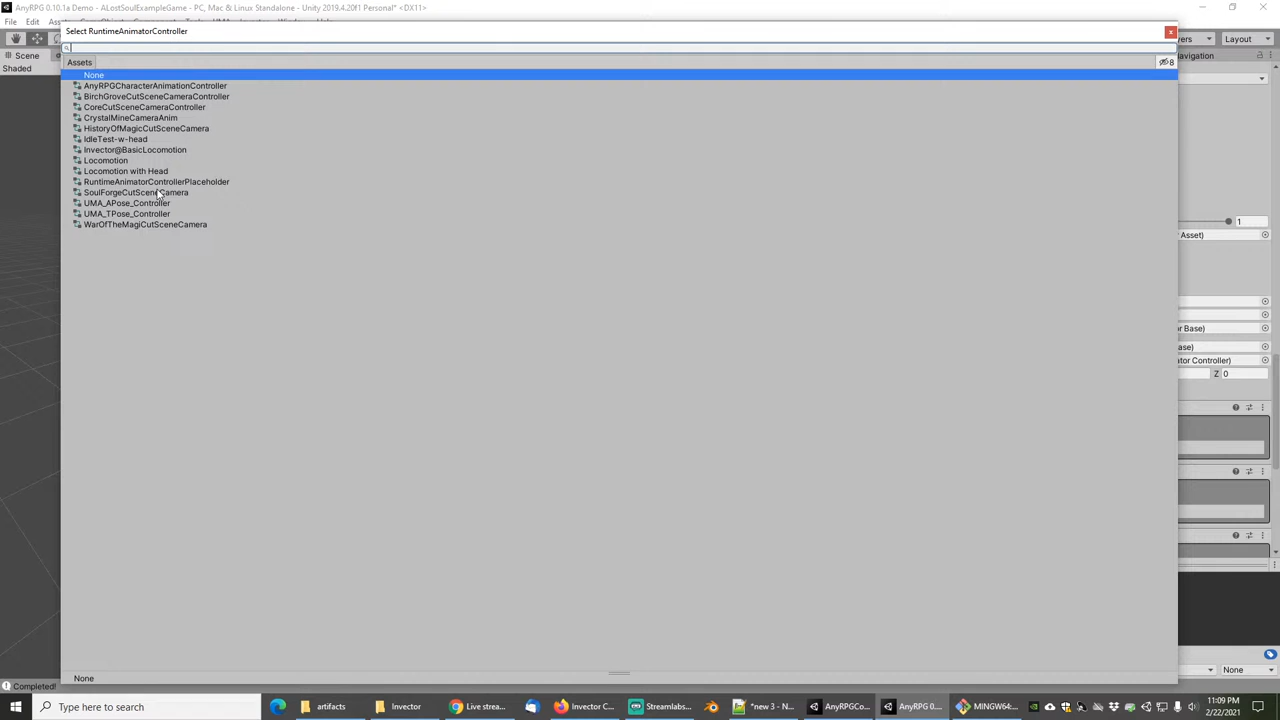 AnyRPG 0.10.1a Demo - ALostSoulExampleGame - PC, Mac & Linux Standalone - Unity 2019.4.20f1 Personal* <DX11>
File Edit
Select RuntimeAnimatorController
Layout
Scene
Shaded
Assets
8
Navigation
None
AnyRPGCharacterAnimationController
BirchGroveCutSceneCameraController
CoreCutSceneCameraController
CrystalMineCameraAnim
HistoryOfMagicCutSceneCamera
IdleTest-w-head
Invector@BasicLocomotion
Locomotion
Locomotion with Head
RuntimeAnimatorControllerPlaceholder
SoulForgeCutSceneCamera
UMA_APose_Controller
UMA_TPose_Controller
WarOfTheMagiCutSceneCamera
1
Asset)
or Base)
ase)
ator Controller)
Z 0
None
None
Completed!
Type here to search
artifacts
Invector
Live strea...
Invector C...
Streamlabs...
*new 3 - N...
AnyRPGCo...
AnyRPG 0...
MINGW64:...
11:09 PM
2/22/2021